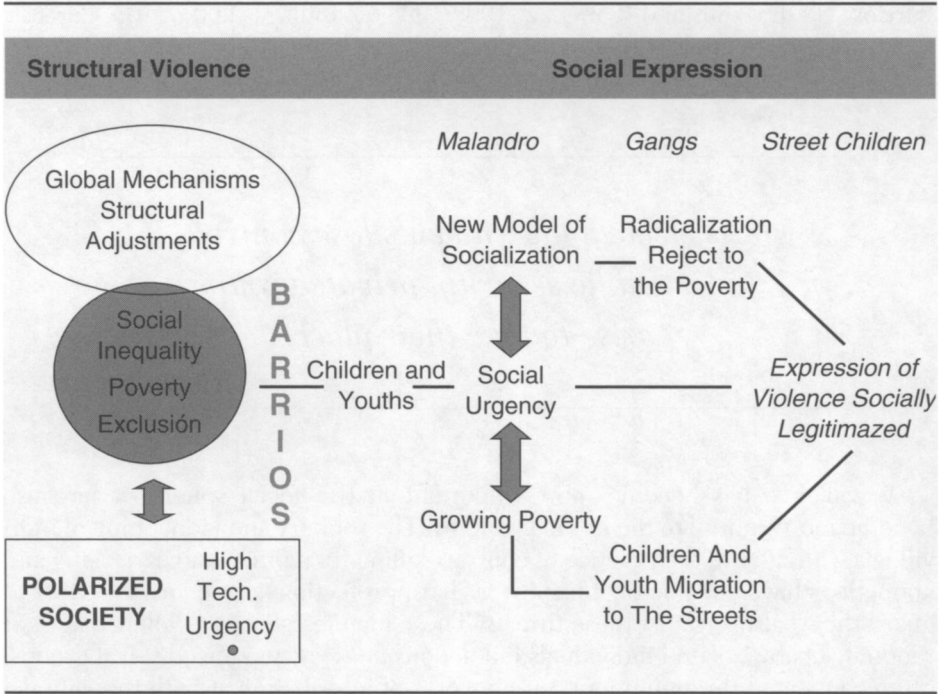 Structural Violence
Social Expression
Malandro
Gangs
Street Children
Global Mechanisms
Structural
Adjustments
Social
Inequality
Poverty
Exclusión
B
A
R
R
I
O
S
POLARIZED
SOCIETY
High
Tech.
Urgency
Children and
Youths
New Model of
Socialization
Social
Urgency
Growing Poverty
Radicalization
Reject to
the Poverty
Children And
Youth Migration
to The Streets
Expression of
Violence Socially
Legitimazed